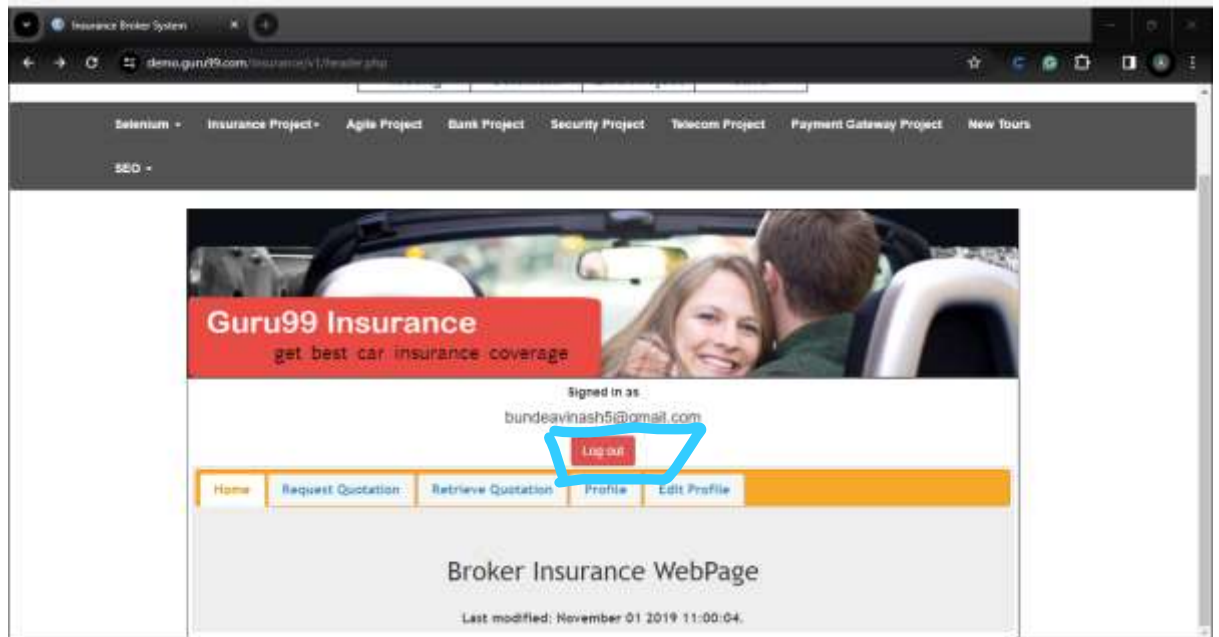 Insurance Broker System
demo.guru99.com/insurance/v1/header.php
Selenium Insurance Project Agile Project Bank Project Security Project Telecom Project Payment Gateway Project New Tours
SEO
Guru99 Insurance
get best car insurance coverage
Signed in as
bundeavinash5@gmail.com
Log out
Home Request Quotation Retrieve Quotation Profile Edit Profile
Broker Insurance WebPage
Last modified: November 01 2019 11:00:04.